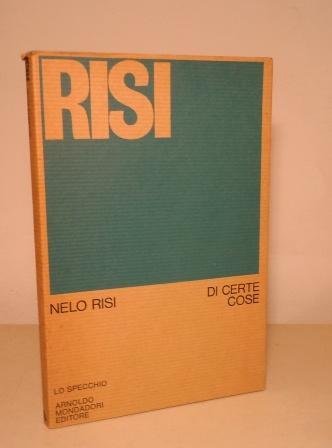 RISI
NELO RISI
DI CERTE
COSE
LO SPECCHIO
ARNOLDO
MONDADORI
EDITORE